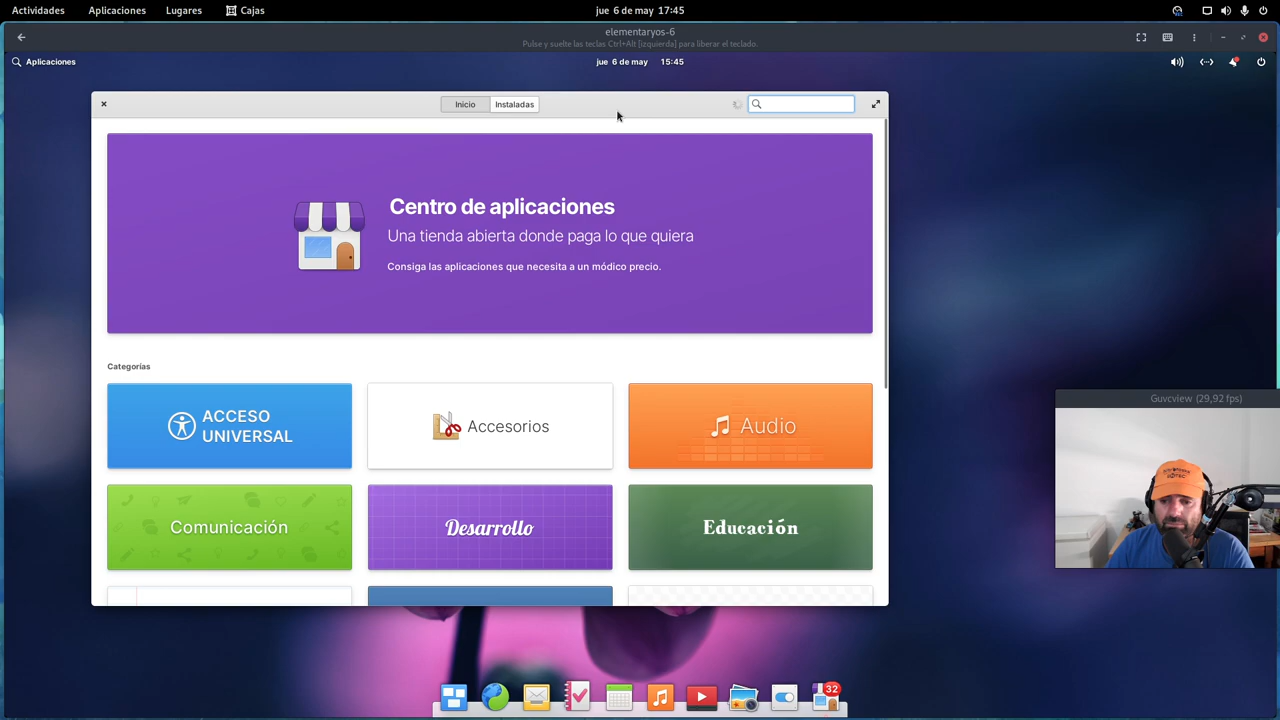 Actividades Aplicaciones Lugares Cajas jue 6 de may 17:45
elementaryos-6
Pulse y suelte las teclas Ctrl+Alt [izquierda] para liberar el teclado.
Aplicaciones jue 6 de may 15:45
Inicio Instaladas
Centro de aplicaciones
Una tienda abierta donde paga lo que quiera
Consiga las aplicaciones que necesita a un módico precio.
Categorías
ACCESO
UNIVERSAL
Accesorios
Audio
Comunicación
Desarrollo
Educación
Guvcview (29,92 fps)
32